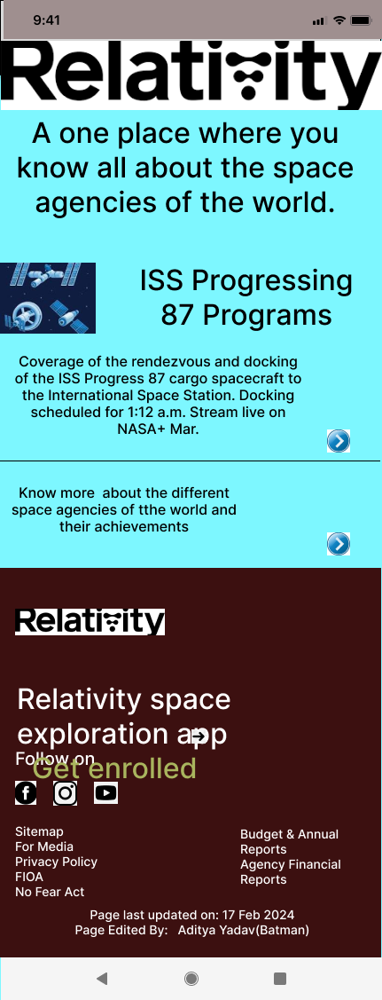 9:41
Relativity
A one place where you
know all about the space
agencies of the world.
ISS Progressing
87 Programs
Coverage of the rendezvous and docking
of the ISS Progress 87 cargo spacecraft to
the International Space Station. Docking
scheduled for 1:12 a.m. Stream live on
NASA+ Mar.
Know more about the different
space agencies of tthe world and
their achievements
Relativity
Relativity space
exploration app
Follow on
Get enrolled
Sitemap
For Media
Privacy Policy
FIOA
No Fear Act
Budget & Annual
Reports
Agency Financial
Reports
Page last updated on: 17 Feb 2024
Page Edited By: Aditya Yadav(Batman)